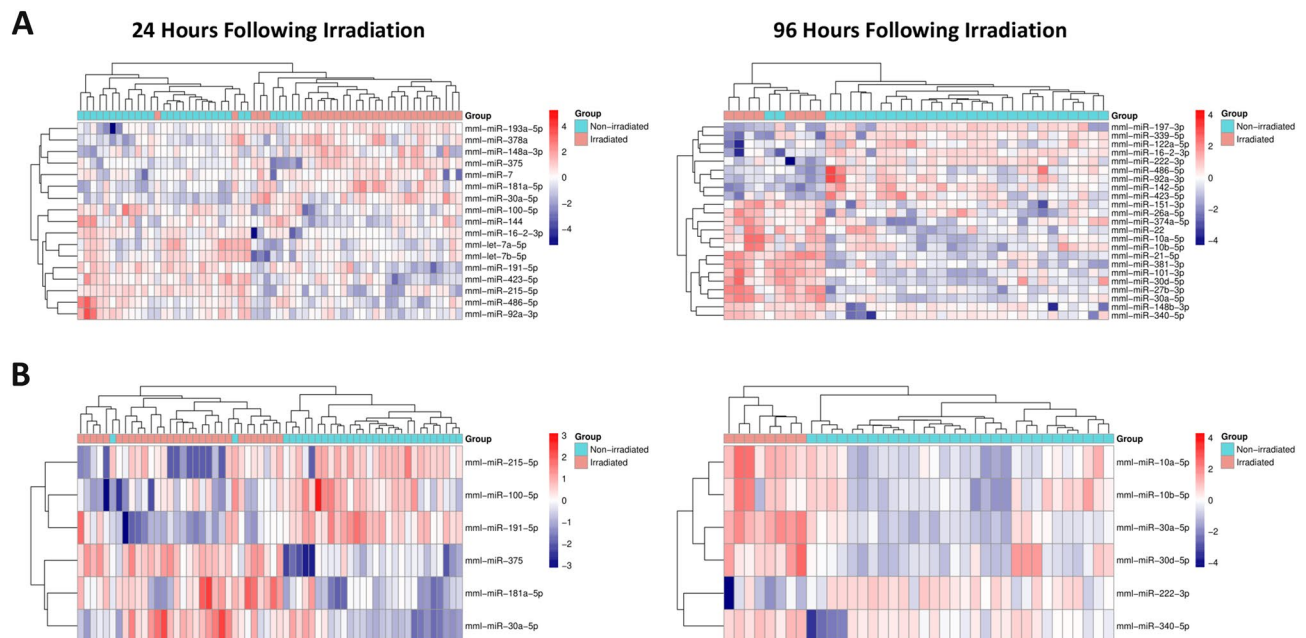 A
24 Hours Following Irradiation
96 Hours Following Irradiation
Group
mml-miR-193a-5p
mml-miR-378a
mml-miR-148a-3p
mml-miR-375
mml-miR-7
mml-miR-181a-5p
mml-miR-30a-5p
mml-miR-100-5p
mml-miR-144
mml-miR-16-2-3p
mml-let-7a-5p
mml-let-7b-5p
mml-miR-191-5p
mml-miR-423-5p
mml-miR-215-5p
mml-miR-486-5p
mml-miR-92a-3p
4
2
0
−2
−4
Group
Non-irradiated
Irradiated
Group
mml-miR-197-3p
mml-miR-339-5p
mml-miR-122a-5p
mml-miR-16-2-3p
mml-miR-222-3p
mml-miR-486-5p
mml-miR-92a-3p
mml-miR-142-5p
mml-miR-423-5p
mml-miR-151-3p
mml-miR-26a-5p
mml-miR-374a-5p
mml-miR-22
mml-miR-10a-5p
mml-miR-10b-5p
mml-miR-21-5p
mml-miR-381-3p
mml-miR-101-3p
mml-miR-30d-5p
mml-miR-27b-3p
mml-miR-30a-5p
mml-miR-148b-3p
mml-miR-340-5p
4
2
0
−2
−4
Group
Non-irradiated
Irradiated
B
Group
mml-miR-215-5p
mml-miR-100-5p
mml-miR-191-5p
mml-miR-375
mml-miR-181a-5p
mml-miR-30a-5p
3
2
1
0
−1
−2
−3
Group
Non-irradiated
Irradiated
Group
mml-miR-10a-5p
mml-miR-10b-5p
mml-miR-30a-5p
mml-miR-30d-5p
mml-miR-222-3p
mml-miR-340-5p
4
2
0
−2
−4
Group
Non-irradiated
Irradiated